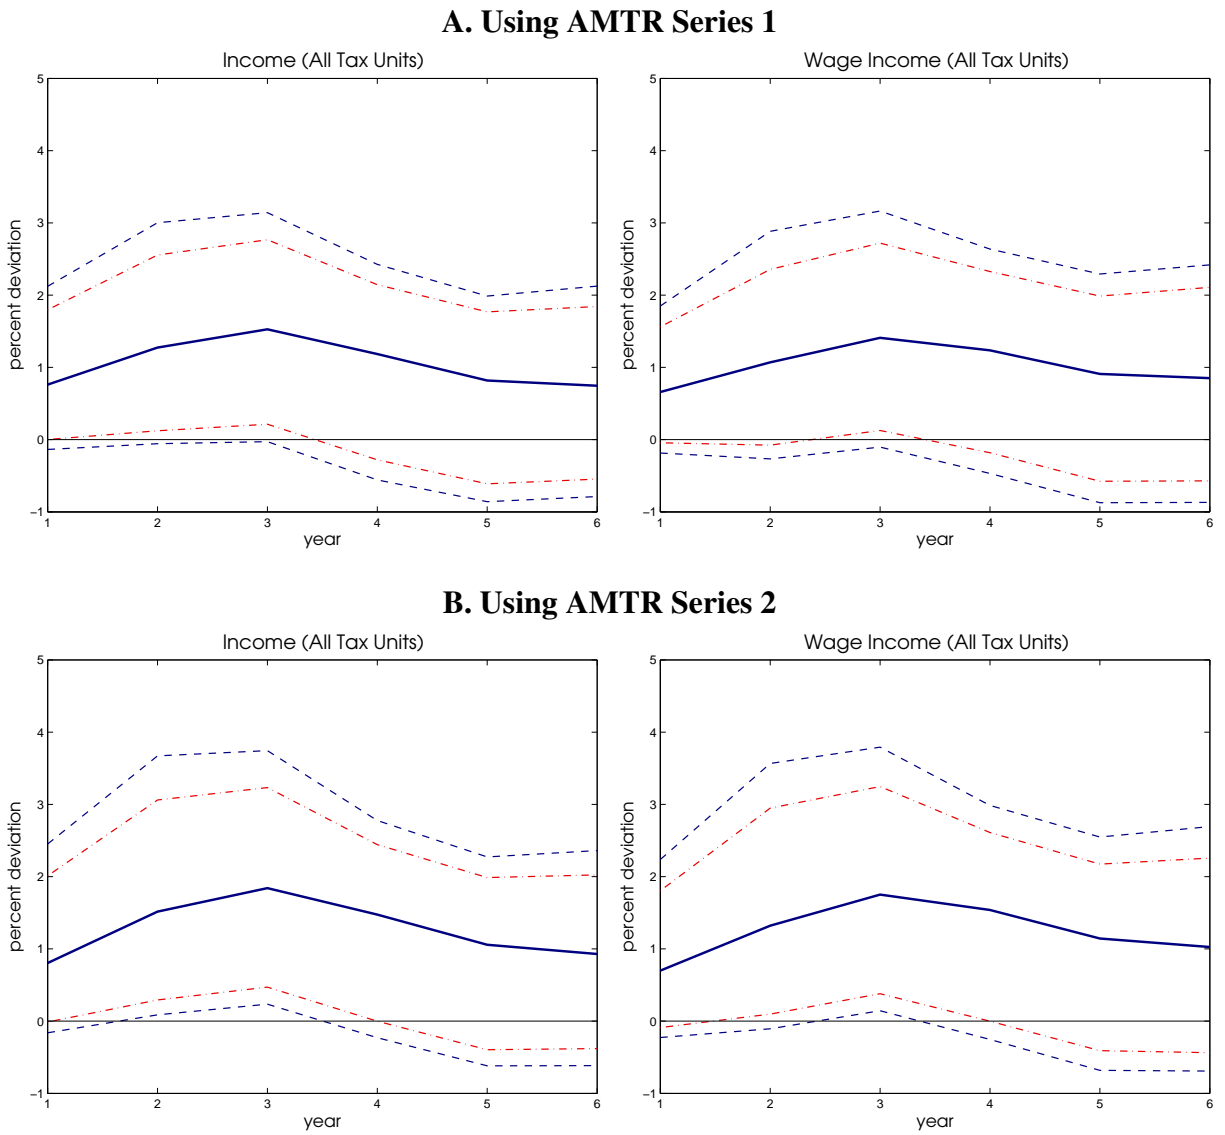 A. Using AMTR Series 1
Income (All Tax Units)
Wage Income (All Tax Units)
percent deviation
5
4
3
2
1
0
−1
1 2 3 4 5 6
year
percent deviation
5
4
3
2
1
0
−1
1 2 3 4 5 6
year
B. Using AMTR Series 2
Income (All Tax Units)
Wage Income (All Tax Units)
percent deviation
5
4
3
2
1
0
−1
1 2 3 4 5 6
year
percent deviation
5
4
3
2
1
0
−1
1 2 3 4 5 6
year